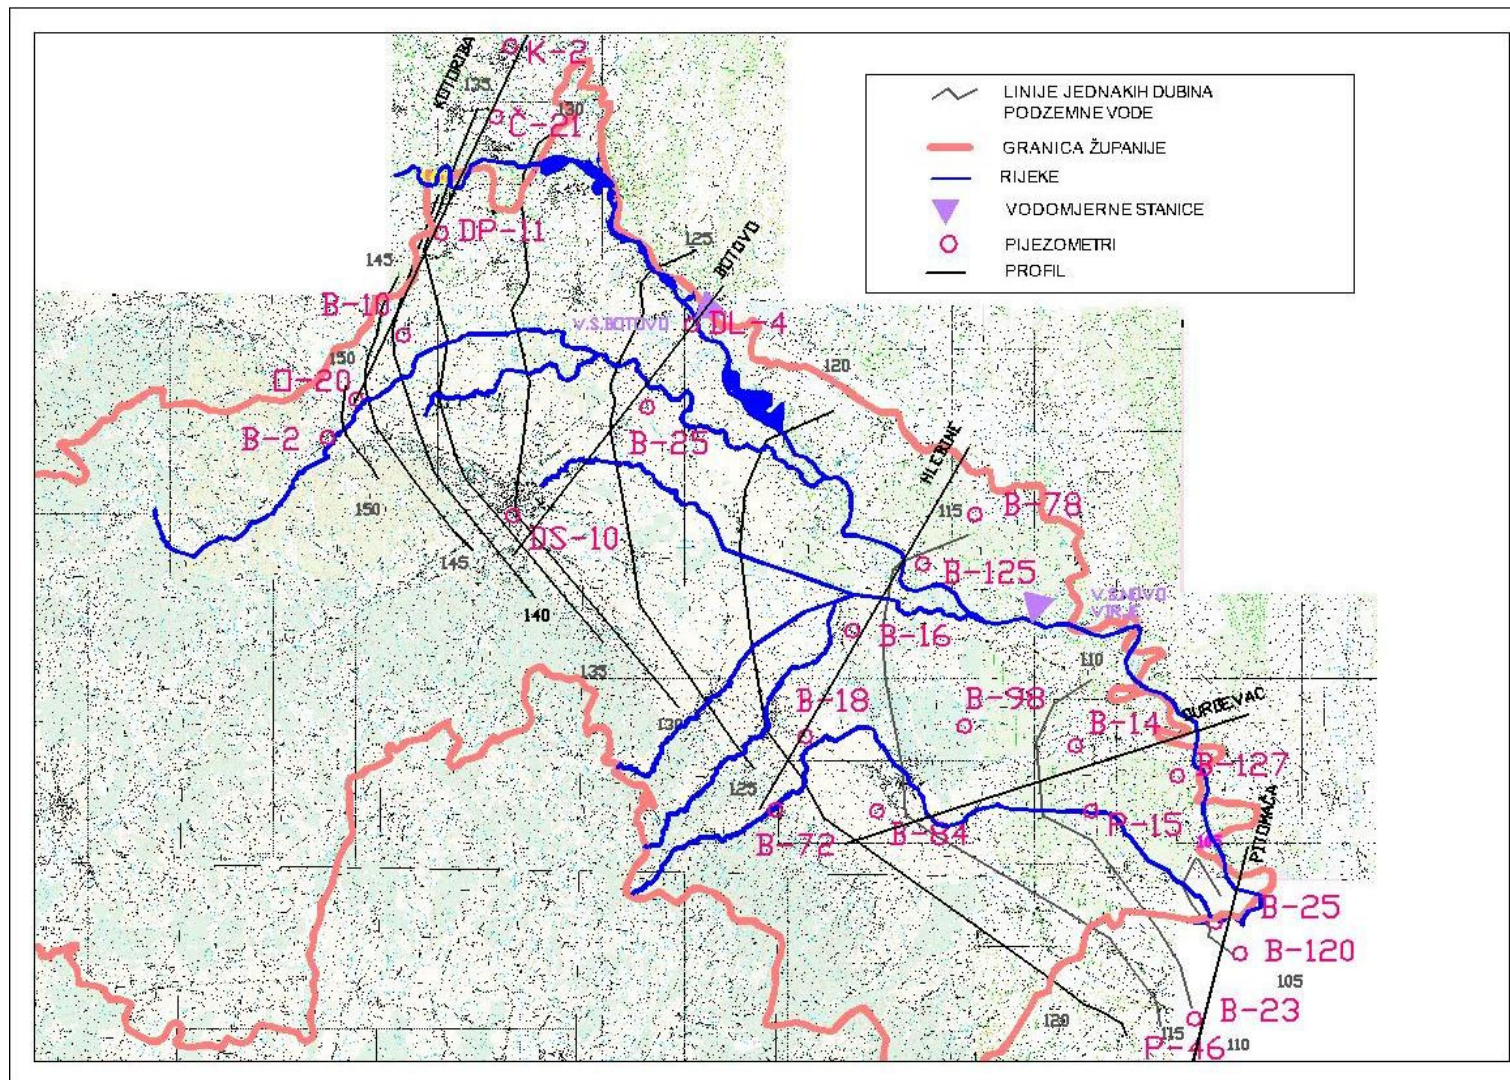 K-2
KOTORIBA
135
130
Č-21
LINIJE JEDNAKIH DUBINA
PODZEMNE VODE
GRANICA ŽUPANIJE
RIJEKE
VODOMJERNE STANICE
PIJEZOMETRI
PROFIL
DP-11
125
BOTOVO
145
B-10
V.S.BOTOVO
DL-4
150
120
O-20
B-2
B-25
HLEBINE
150
115
B-78
DS-10
145
B-125
140
V.S.NOVO
VIRJE
B-16
135
110
130
B-18
B-98
B-14
ĐURĐEVAC
B-127
125
PITOMAČA
B-72
B-84
P-15
105
B-25
B-120
105
B-23
120
115
P-46
110